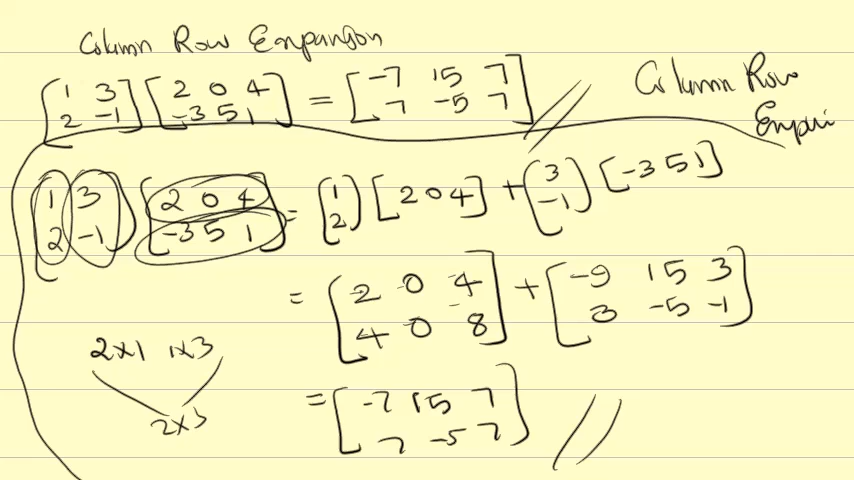 Column Row Expansion
[1 3; 2 -1] [2 0 4; -3 5 1] = [-7 15 7; 7 -5 7] //
Column Row
[1 3; 2 -1] [2 0 4; -3 5 1] = (1; 2) [2 0 4] + (3; -1) [-3 5 1]
= [2 0 4; 4 0 8] + [-9 15 3; 3 -5 -1]
2x1 1x3
2x3
= [-7 15 7; 7 -5 7] //